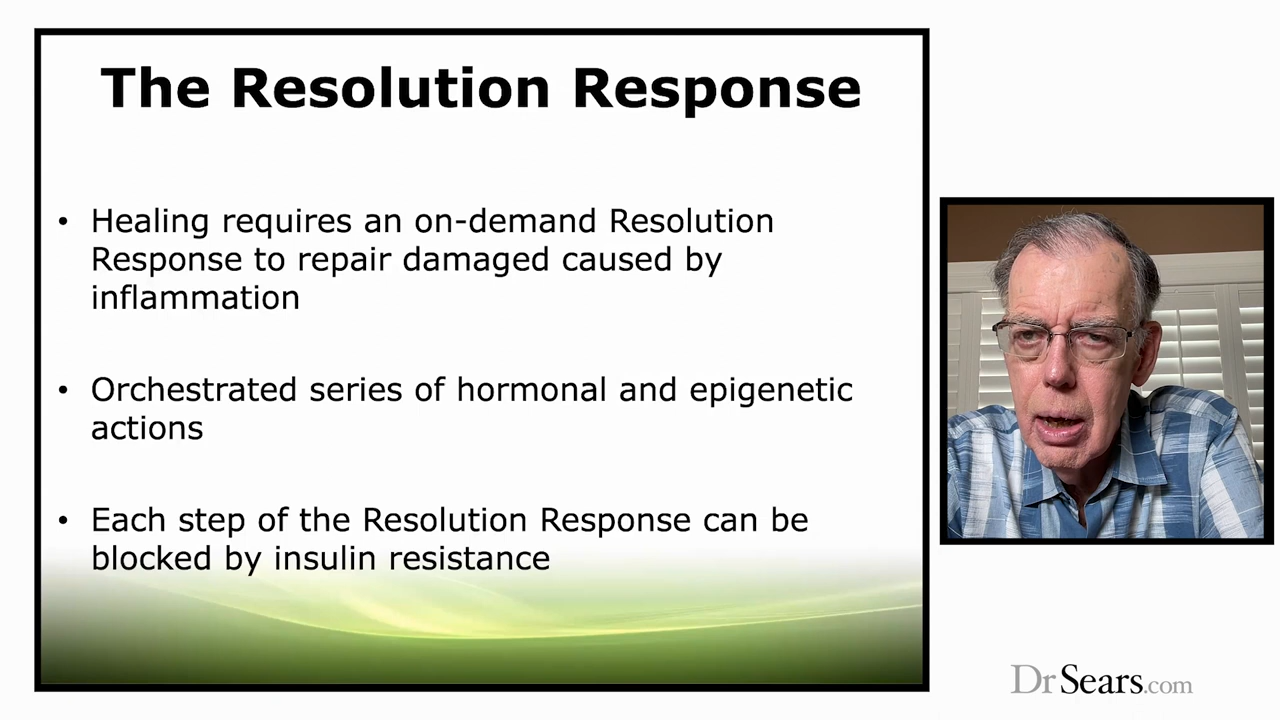 The Resolution Response
• Healing requires an on-demand Resolution
Response to repair damaged caused by
inflammation
• Orchestrated series of hormonal and epigenetic
actions
• Each step of the Resolution Response can be
blocked by insulin resistance
DrSears.com